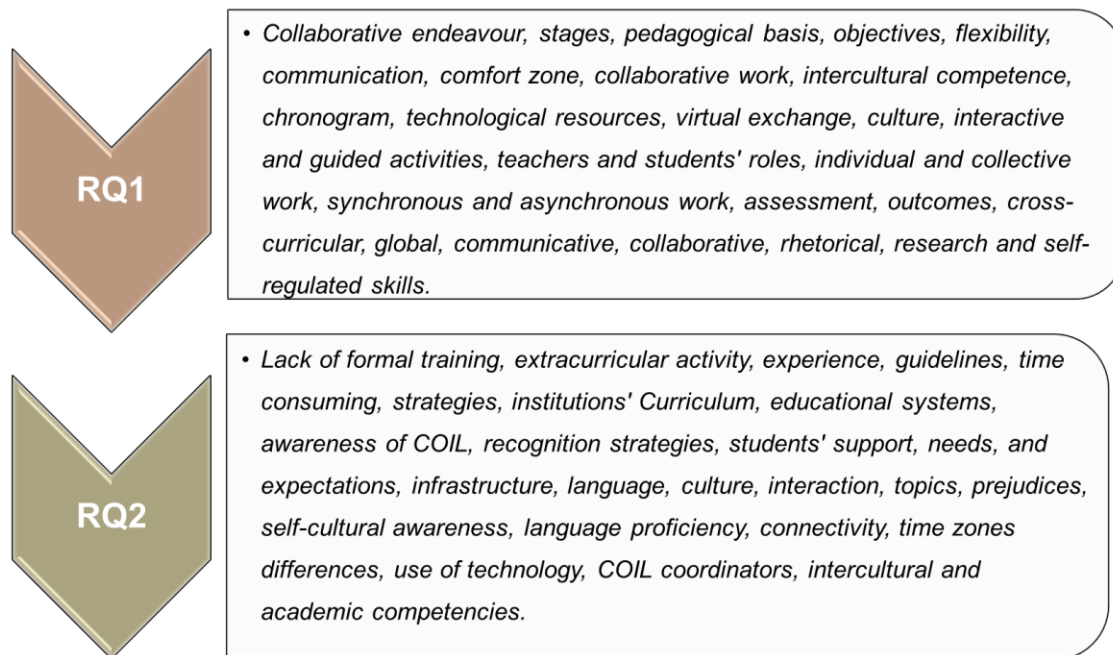 RQ1
• Collaborative endeavour, stages, pedagogical basis, objectives, flexibility,
communication, comfort zone, collaborative work, intercultural competence,
chronogram, technological resources, virtual exchange, culture, interactive
and guided activities, teachers and students' roles, individual and collective
work, synchronous and asynchronous work, assessment, outcomes, cross-
curricular, global, communicative, collaborative, rhetorical, research and self-
regulated skills.
RQ2
• Lack of formal training, extracurricular activity, experience, guidelines, time
consuming, strategies, institutions' Curriculum, educational systems,
awareness of COIL, recognition strategies, students' support, needs, and
expectations, infrastructure, language, culture, interaction, topics, prejudices,
self-cultural awareness, language proficiency, connectivity, time zones
differences, use of technology, COIL coordinators, intercultural and
academic competencies.